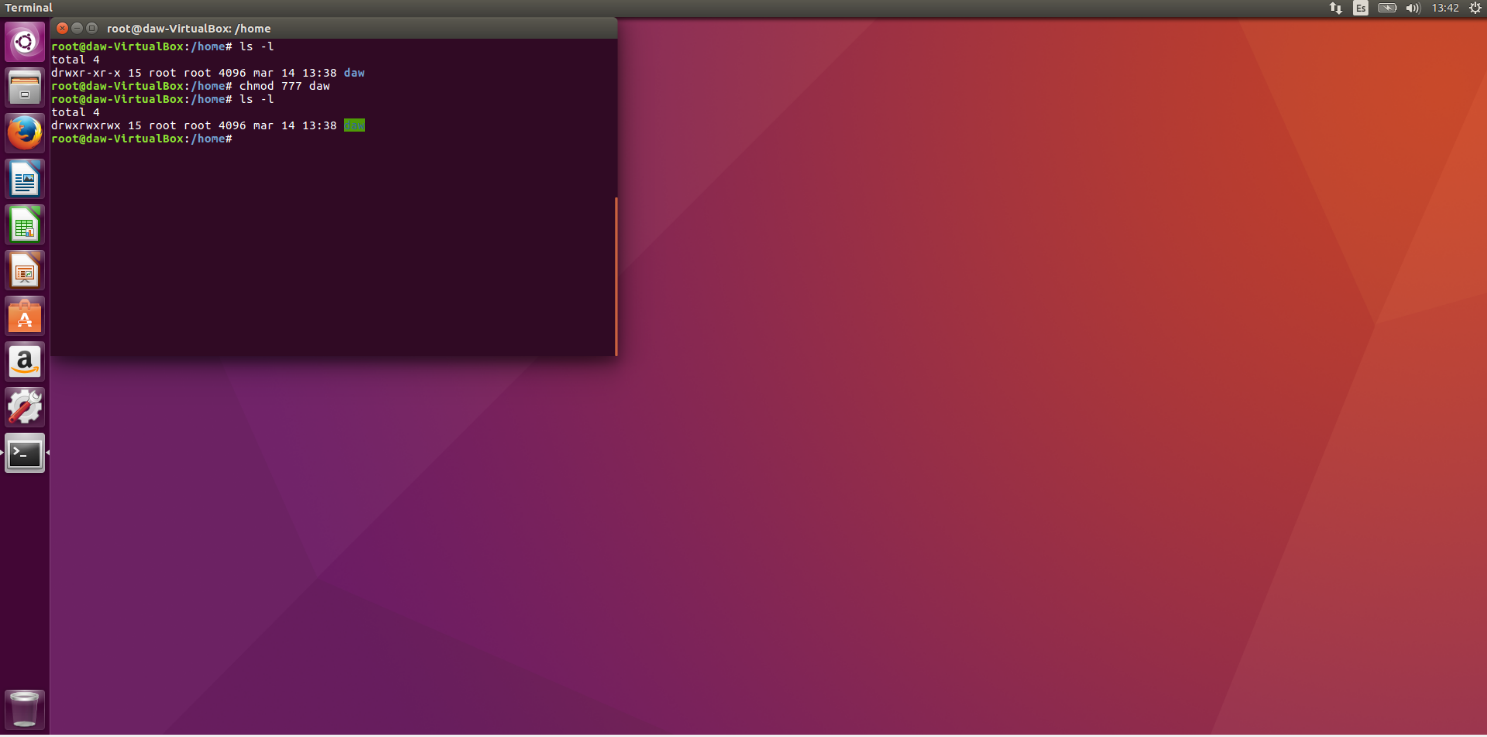 Terminal
Es
13:42
root@daw-VirtualBox: /home
root@daw-VirtualBox:/home# ls -l
total 4
drwxr-xr-x 15 root root 4096 mar 14 13:38 daw
root@daw-VirtualBox:/home# chmod 777 daw
root@daw-VirtualBox:/home# ls -l
total 4
drwxrwxrwx 15 root root 4096 mar 14 13:38 daw
root@daw-VirtualBox:/home#